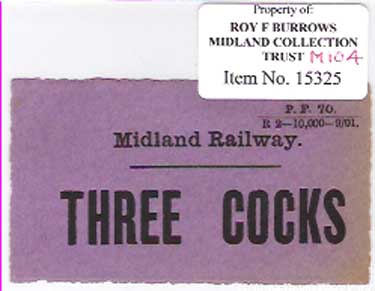 Property of:
ROY F BURROWS
MIDLAND COLLECTION
TRUST M104
Item No. 15325
P. F. 70.
R 2—10,000—9/01.
Midland Railway.
THREE COCKS